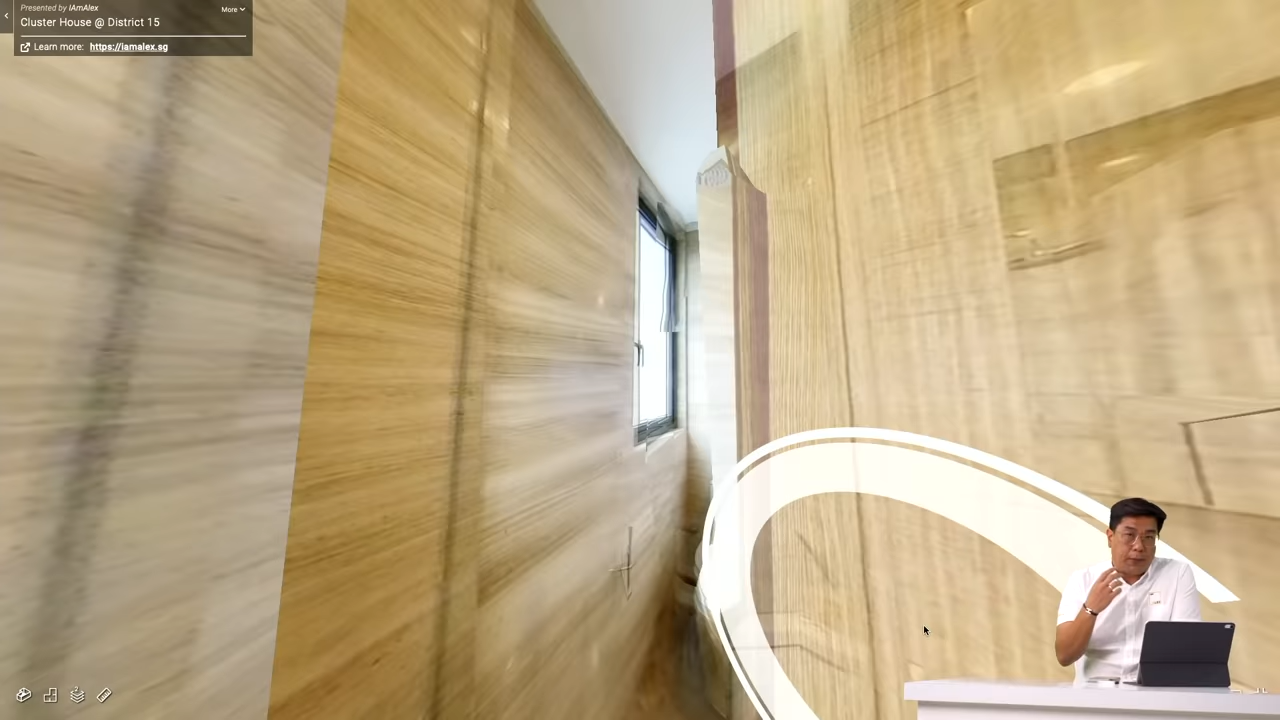 Presented by IAmAlex
More
Cluster House @ District 15
Learn more: https://iamalex.sg